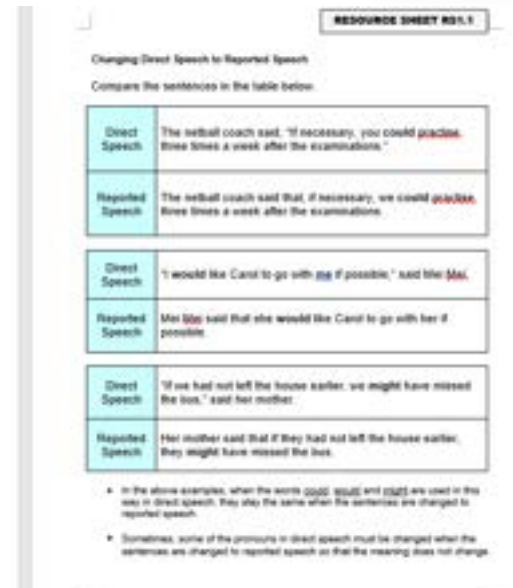 RESOURCE SHEET RS1.1
Changing Direct Speech to Reported Speech
Compare the sentences in the table below.
Direct
Speech
The netball coach said, "If necessary, you could practise
three times a week after the examinations."
Reported
Speech
The netball coach said that, if necessary, we could practise
three times a week after the examinations.
Direct
Speech
"I would like Carol to go with me if possible," said Mei Mei.
Reported
Speech
Mei Mei said that she would like Carol to go with her if
possible.
Direct
Speech
"If we had not left the house earlier, we might have missed
the bus," said her mother.
Reported
Speech
Her mother said that if they had not left the house earlier,
they might have missed the bus.
• In the above examples, when the words could, would and might are used in this
way in direct speech, they stay the same when the sentences are changed to
reported speech.
• Sometimes, some of the pronouns in direct speech must be changed when the
sentences are changed to reported speech so that the meaning does not change.